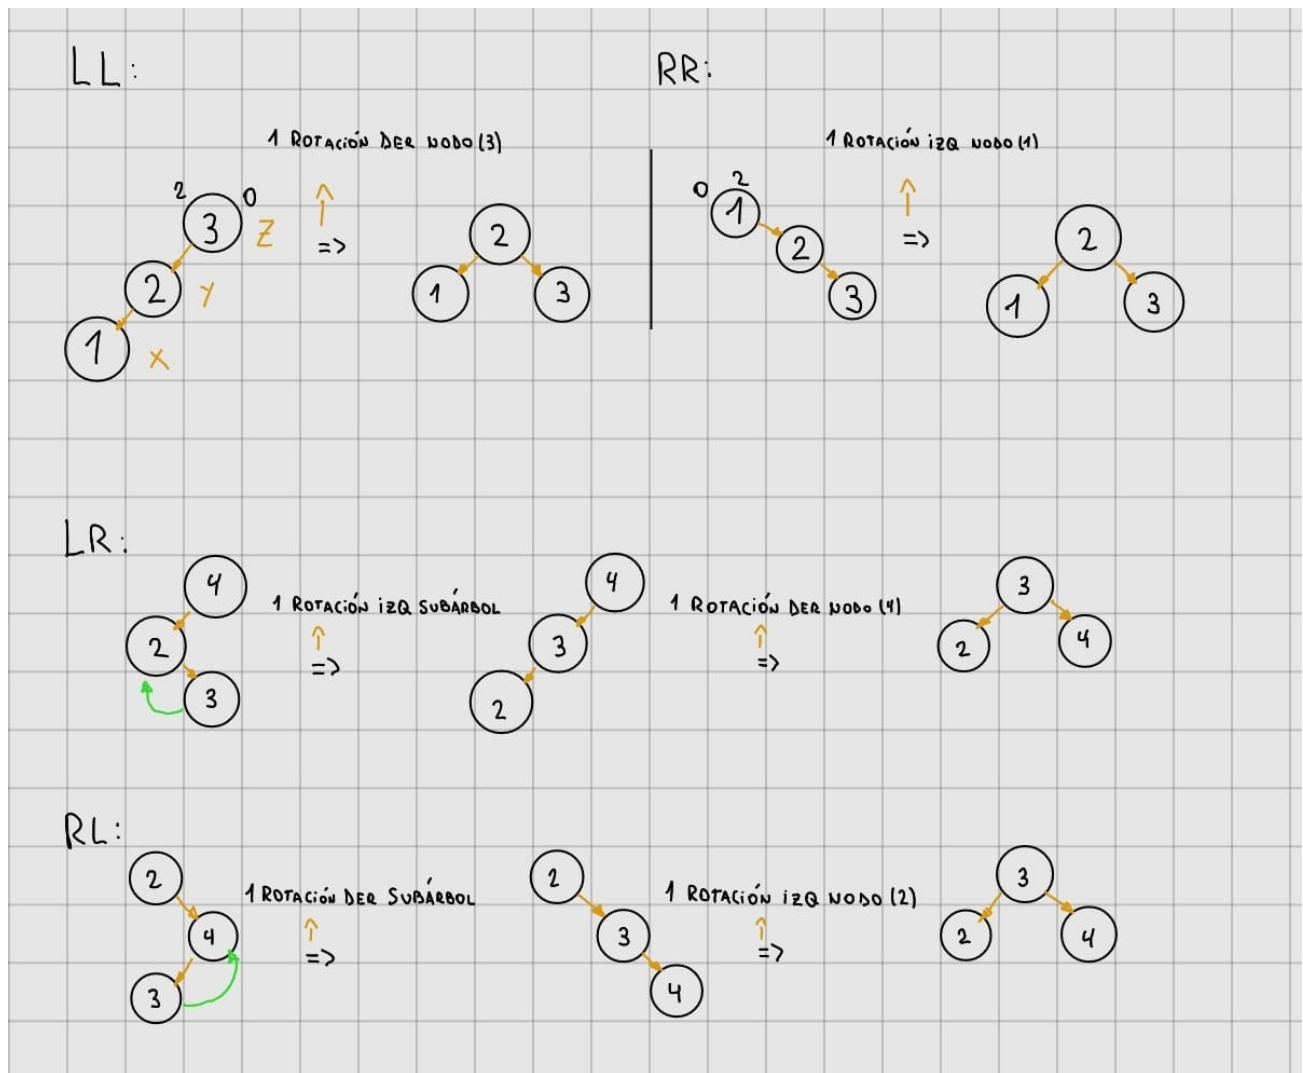 LL:
1 ROTACIÓN DER NODO (3)
2 0
3 Z
2 Y
1 X
=>
2
1 3
RR:
1 ROTACIÓN iZQ NODO (1)
0 2
1
2
3
=>
2
1 3
LR:
4
2
3
1 ROTACIÓN iZQ SUBÁRBOL
=>
4
3
2
1 ROTACIÓN DER NODO (4)
=>
3
2 4
RL:
2
4
3
1 ROTACIÓN DER SUBÁRBOL
=>
2
3
4
1 ROTACIÓN iZQ NODO (2)
=>
3
2 4